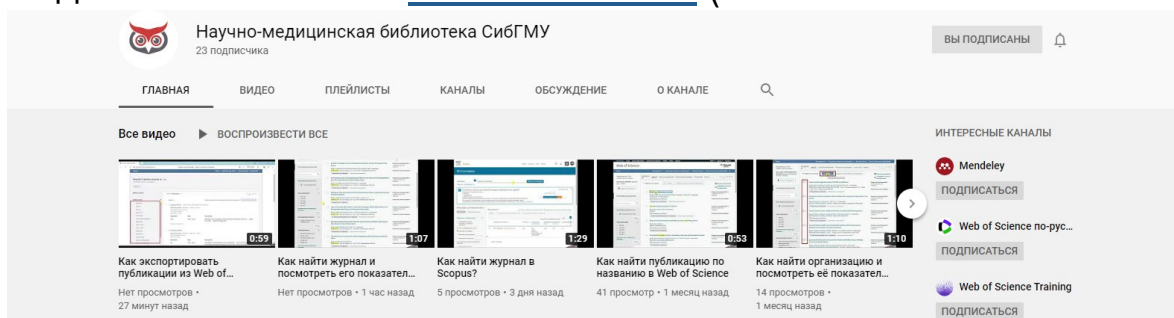 Научно-медицинская библиотека СибГМУ
23 подписчика
ВЫ ПОДПИСАНЫ
ГЛАВНАЯ ВИДЕО ПЛЕЙЛИСТЫ КАНАЛЫ ОБСУЖДЕНИЕ О КАНАЛЕ
Все видео ВОСПРОИЗВЕСТИ ВСЕ
0:59
1:07
1:29
0:53
1:10
Как экспортировать
публикации из Web of...
Нет просмотров •
27 минут назад
Как найти журнал и
посмотреть его показател...
Нет просмотров • 1 час назад
Как найти журнал в
Scopus?
5 просмотров • 3 дня назад
Как найти публикацию по
названию в Web of Science
41 просмотр • 1 месяц назад
Как найти организацию и
посмотреть её показател...
14 просмотров •
1 месяц назад
ИНТЕРЕСНЫЕ КАНАЛЫ
Mendeley
ПОДПИСАТЬСЯ
Web of Science по-рус...
ПОДПИСАТЬСЯ
Web of Science Training
ПОДПИСАТЬСЯ